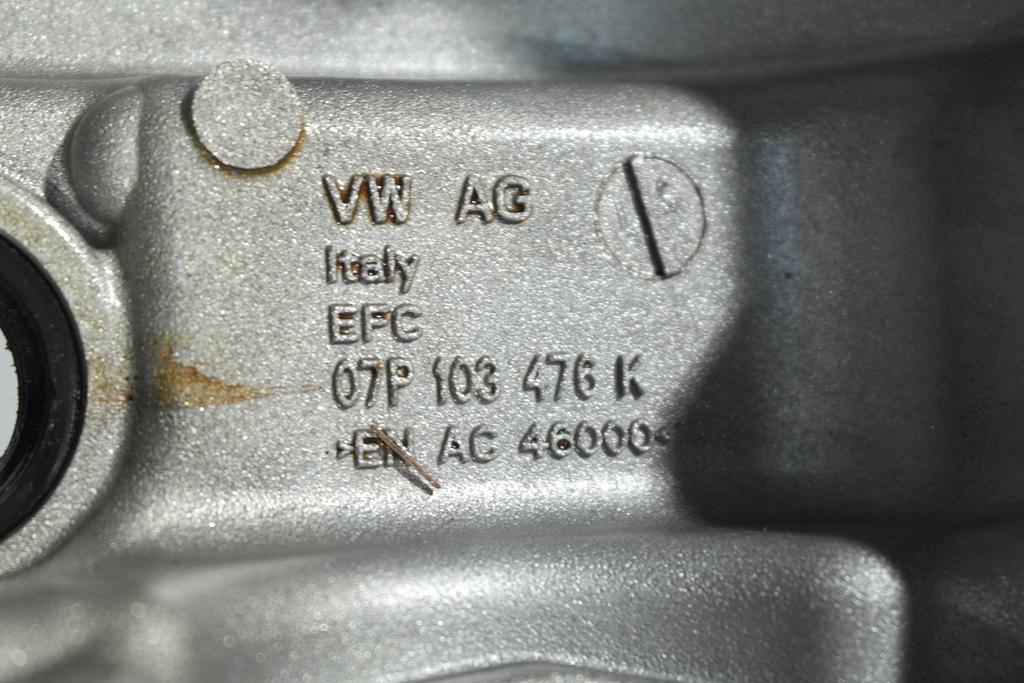 VW AG
Italy
EFC
07P 103 476 K
>EN AC 46000<